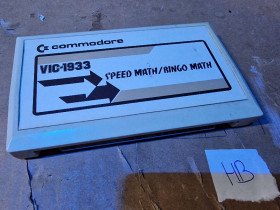 commodore
VIC-1933
SPEED MATH/BINGO MATH
HB